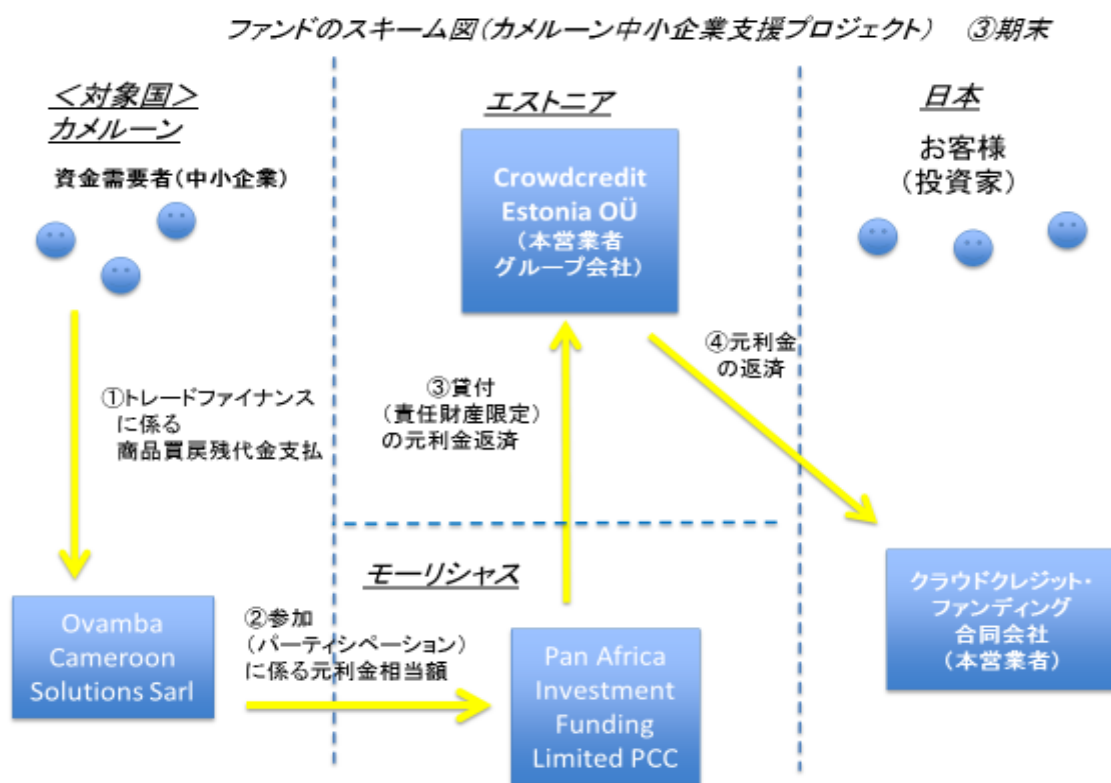 ファンドのスキーム図(カメルーン中小企業支援プロジェクト) ③期末
＜対象国＞
カメルーン
資金需要者(中小企業)
①トレードファイナンス
に係る
商品買戻残代金支払
Ovamba
Cameroon
Solutions Sarl
②参加
(パーティシペーション)
に係る元利金相当額
エストニア
Crowdcredit
Estonia OÜ
(本営業者
グループ会社)
③貸付
(責任財産限定)
の元利金返済
モーリシャス
Pan Africa
Investment
Funding
Limited PCC
④元利金
の返済
日本
お客様
(投資家)
クラウドクレジット・
ファンディング
合同会社
(本営業者)